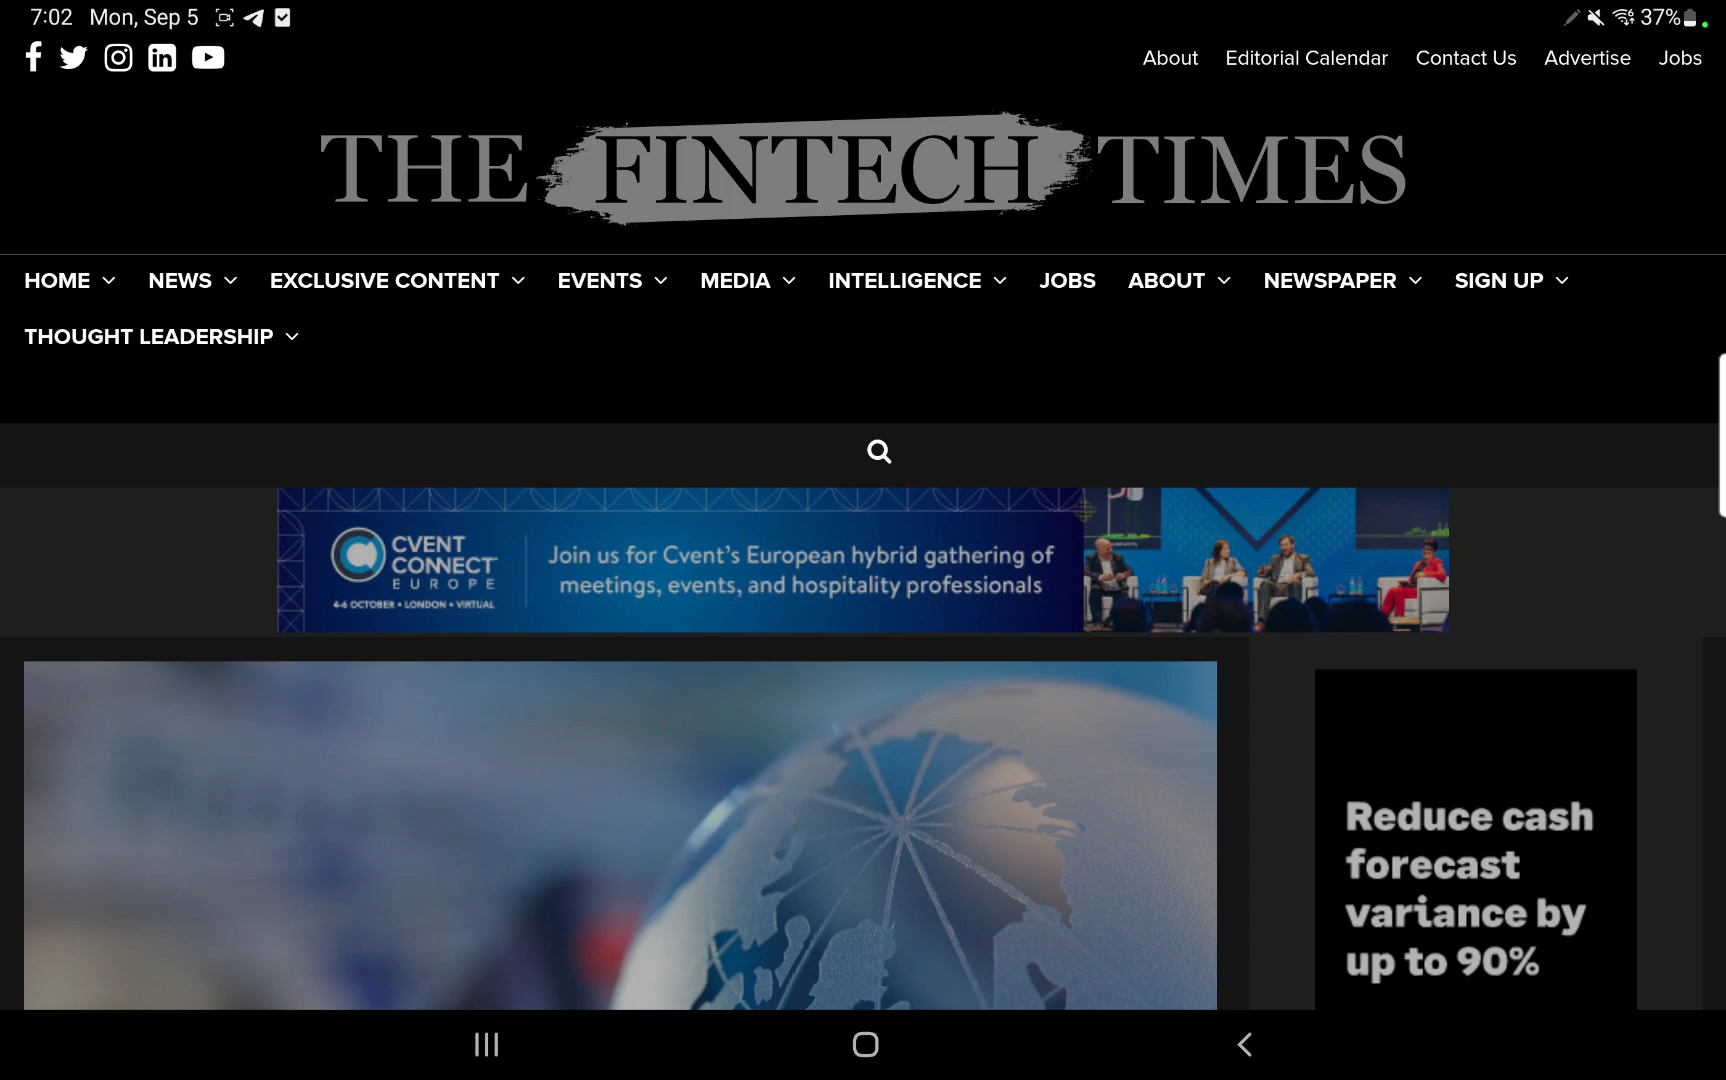 7:02 Mon, Sep 5
37%
About Editorial Calendar Contact Us Advertise Jobs
THE FINTECH TIMES
HOME NEWS EXCLUSIVE CONTENT EVENTS MEDIA INTELLIGENCE JOBS ABOUT NEWSPAPER SIGN UP
THOUGHT LEADERSHIP
CVENT
CONNECT
EUROPE
4-6 OCTOBER • LONDON • VIRTUAL
Join us for Cvent's European hybrid gathering of
meetings, events, and hospitality professionals
Reduce cash
forecast
variance by
up to 90%